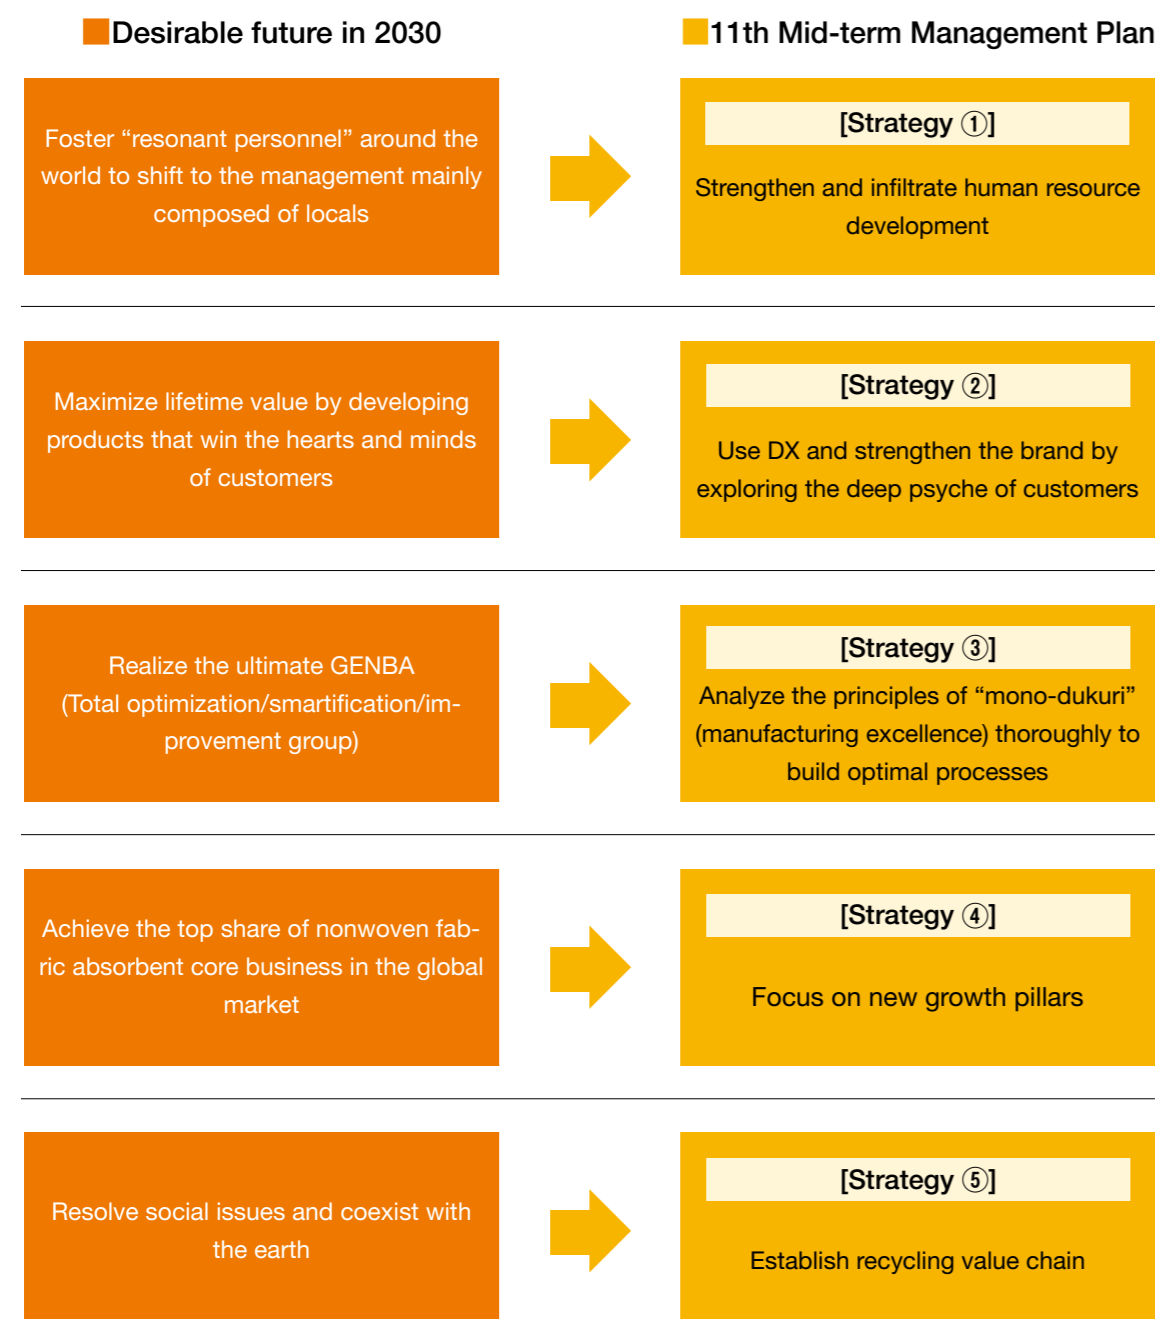 Desirable future in 2030
11th Mid-term Management Plan
Foster “resonant personnel” around the
world to shift to the management mainly
composed of locals
[Strategy ①]
Strengthen and infiltrate human resource
development
Maximize lifetime value by developing
products that win the hearts and minds
of customers
[Strategy ②]
Use DX and strengthen the brand by
exploring the deep psyche of customers
Realize the ultimate GENBA
(Total optimization/smartification/im-
provement group)
[Strategy ③]
Analyze the principles of “mono-dukuri”
(manufacturing excellence) thoroughly to
build optimal processes
Achieve the top share of nonwoven fab-
ric absorbent core business in the global
market
[Strategy ④]
Focus on new growth pillars
Resolve social issues and coexist with
the earth
[Strategy ⑤]
Establish recycling value chain